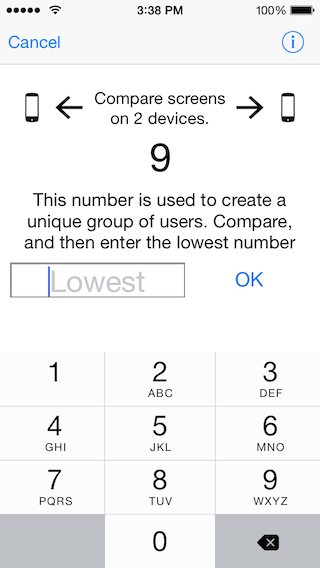 3:38 PM 100%
Cancel
Compare screens
on 2 devices.
9
This number is used to create a
unique group of users. Compare,
and then enter the lowest number
Lowest OK
1 2 3
ABC DEF
4 5 6
GHI JKL MNO
7 8 9
PQRS TUV WXYZ
0